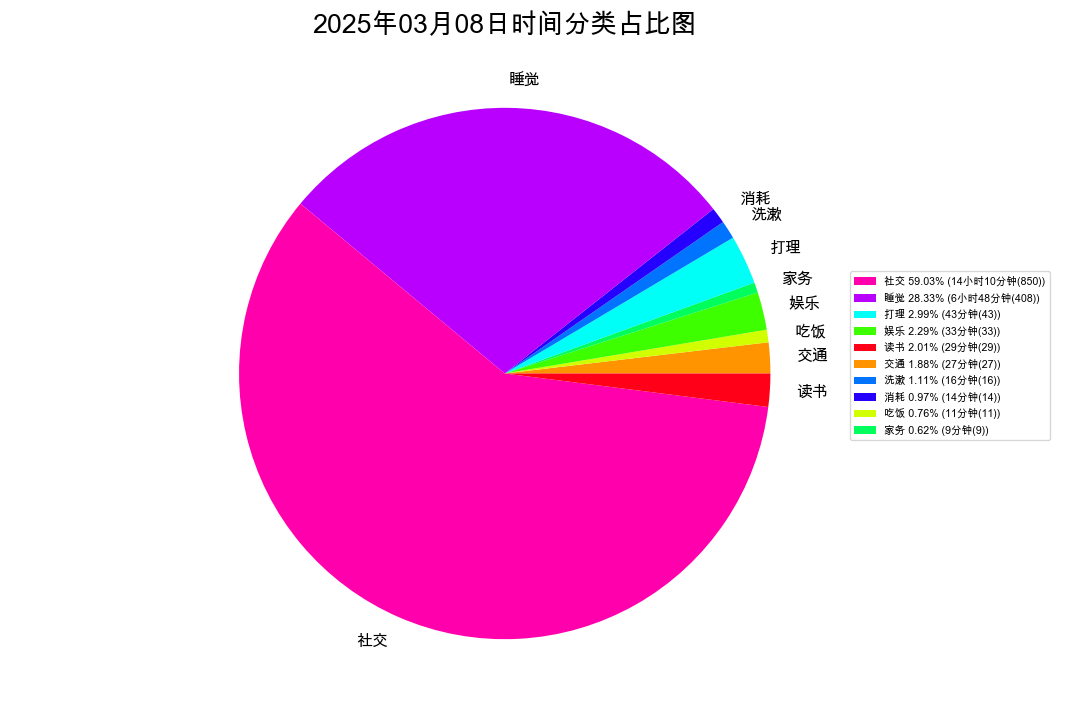 2025年03月08日时间分类占比图
睡觉
消耗
洗漱
打理
家务
娱乐
吃饭
交通
读书
社交
社交 59.03% (14小时10分钟(850))
睡觉 28.33% (6小时48分钟(408))
打理 2.99% (43分钟(43))
娱乐 2.29% (33分钟(33))
读书 2.01% (29分钟(29))
交通 1.88% (27分钟(27))
洗漱 1.11% (16分钟(16))
消耗 0.97% (14分钟(14))
吃饭 0.76% (11分钟(11))
家务 0.62% (9分钟(9))